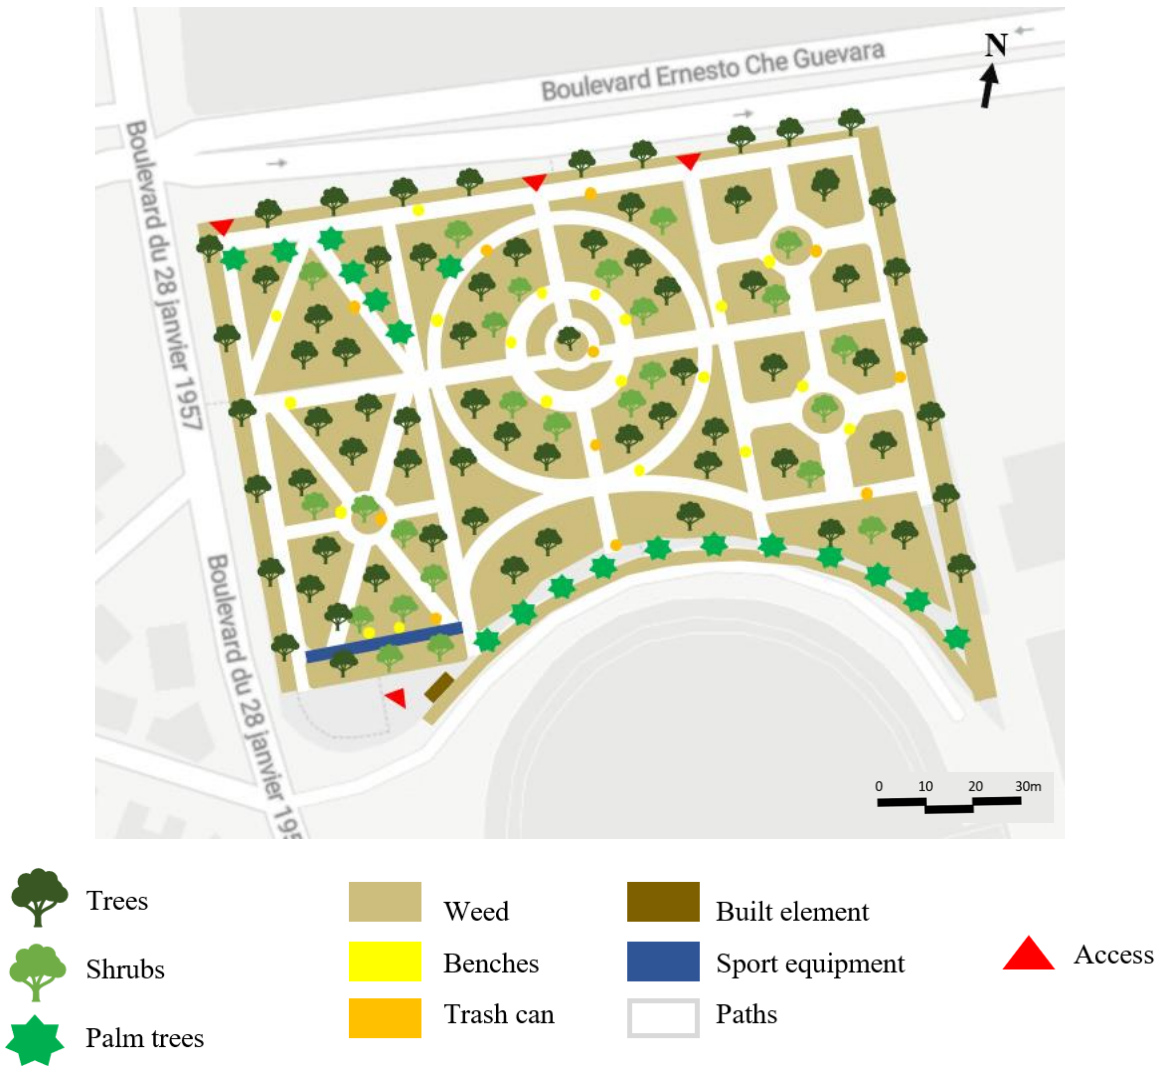 N
Boulevard Ernesto Che Guevara
Boulevard du 28 janvier 1957
Boulevard du 28 janvier 195
0 10 20 30m
Trees
Shrubs
Palm trees
Weed
Benches
Trash can
Built element
Sport equipment
Paths
Access